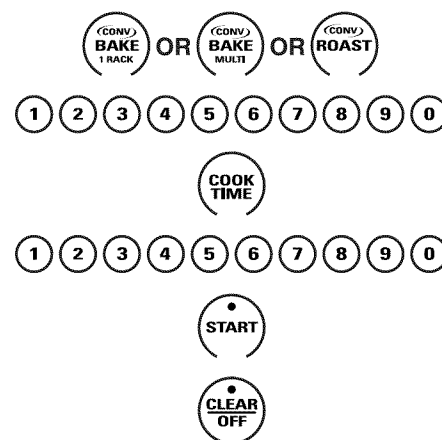 CONV BAKE 1 RACK OR CONV BAKE MULTI OR CONV ROAST
1 2 3 4 5 6 7 8 9 0
COOK TIME
1 2 3 4 5 6 7 8 9 0
START
CLEAR
OFF